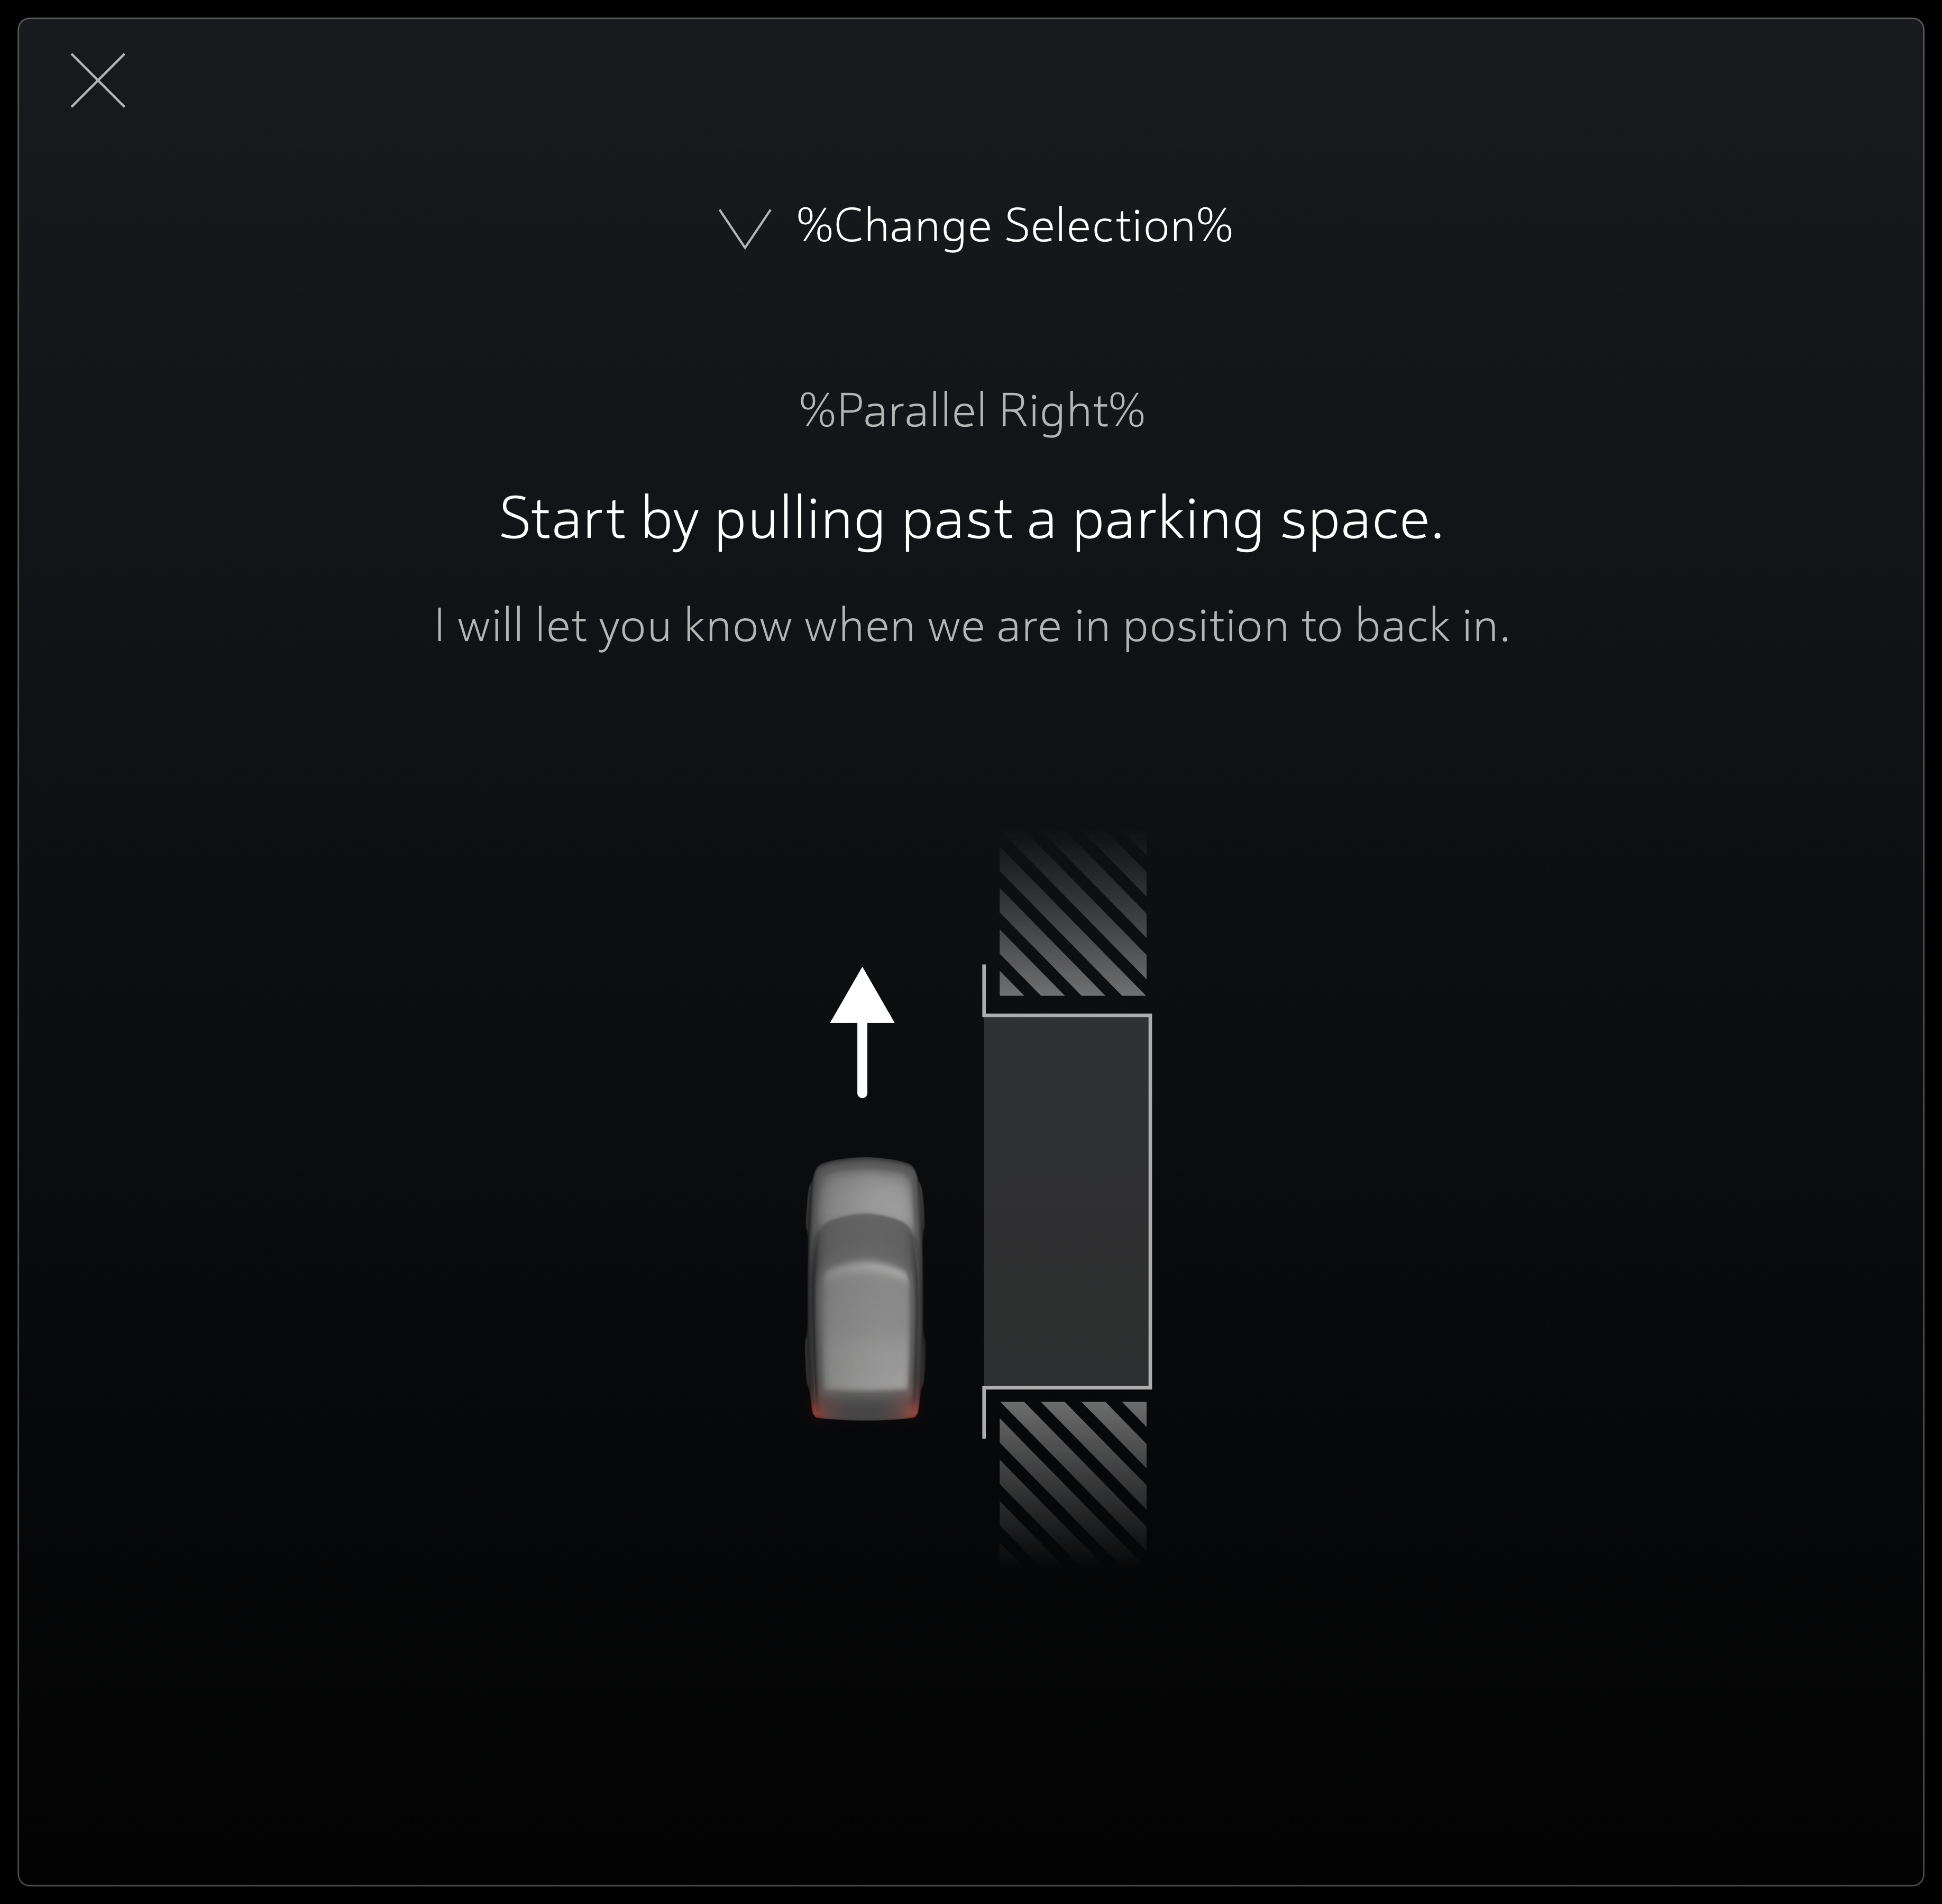 %Change Selection%
%Parallel Right%
Start by pulling past a parking space.
I will let you know when we are in position to back in.